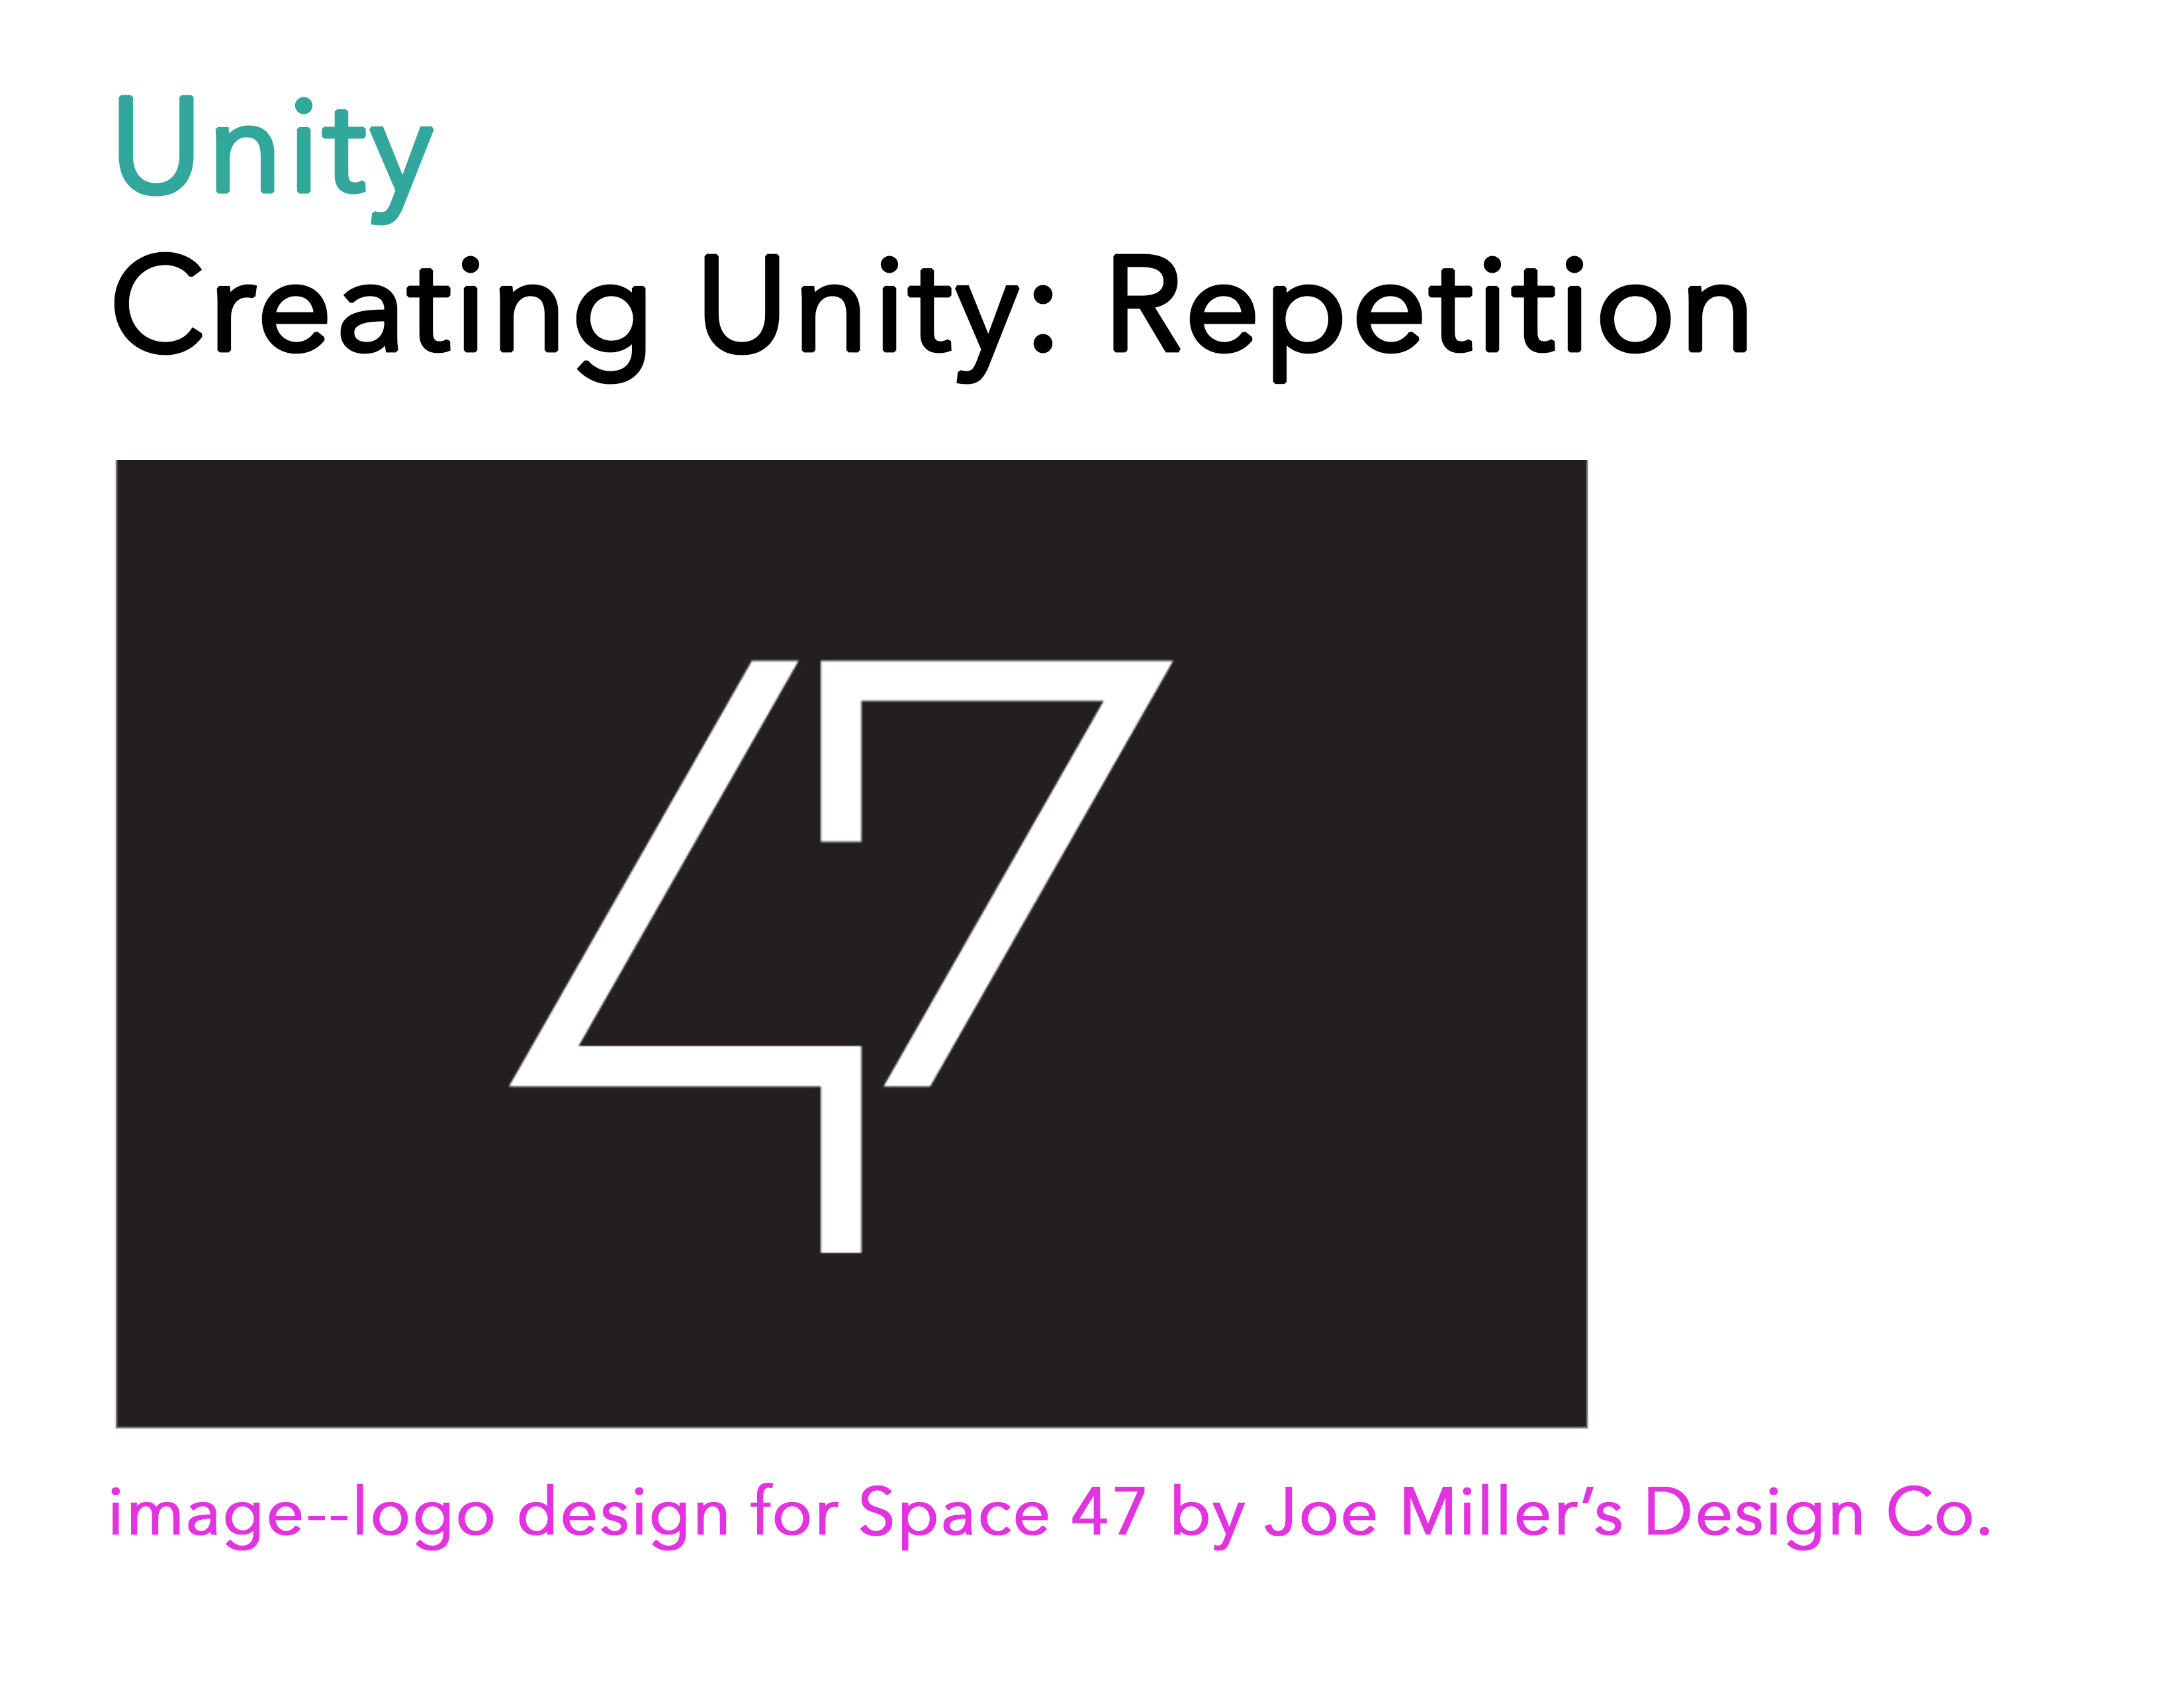 Unity
Creating Unity: Repetition
47
image--logo design for Space 47 by Joe Miller's Design Co.